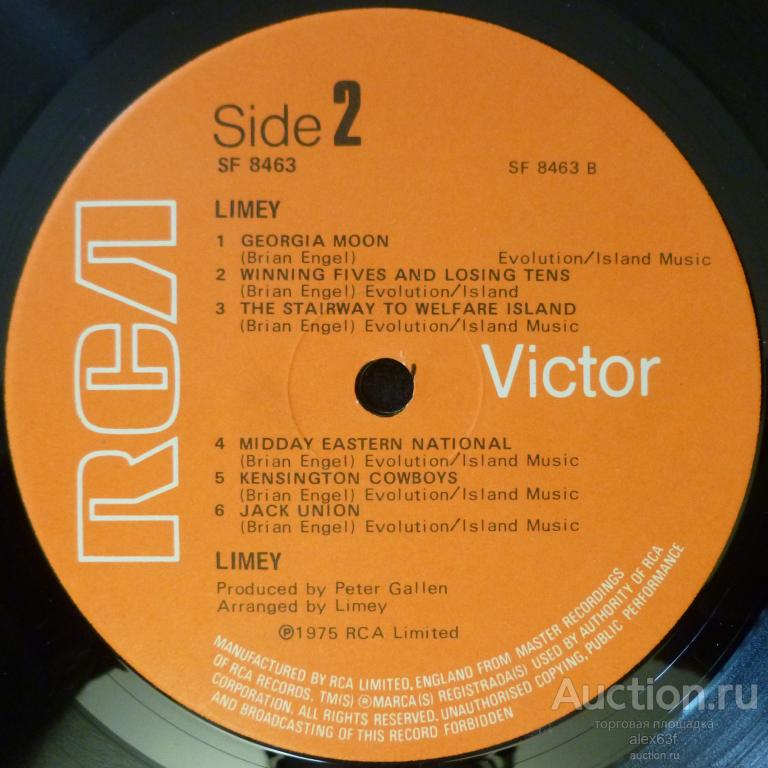 Side 2
SF 8463
SF 8463 B
LIMEY
1 GEORGIA MOON
(Brian Engel) Evolution/Island Music
2 WINNING FIVES AND LOSING TENS
(Brian Engel) Evolution/Island
3 THE STAIRWAY TO WELFARE ISLAND
(Brian Engel) Evolution/Island Music
RCA
Victor
4 MIDDAY EASTERN NATIONAL
(Brian Engel) Evolution/Island Music
5 KENSINGTON COWBOYS
(Brian Engel) Evolution/Island Music
6 JACK UNION
(Brian Engel) Evolution/Island Music
LIMEY
Produced by Peter Gallen
Arranged by Limey
℗1975 RCA Limited
MANUFACTURED BY RCA LIMITED, ENGLAND FROM MASTER RECORDINGS
OF RCA RECORDS. TM(S) ® MARCA(S) REGISTRADA(S) USED BY AUTHORITY OF RCA
CORPORATION. ALL RIGHTS RESERVED. UNAUTHORISED COPYING, PUBLIC PERFORMANCE
AND BROADCASTING OF THIS RECORD FORBIDDEN
Auction.ru
торговая площадка
alex63f
auction.ru